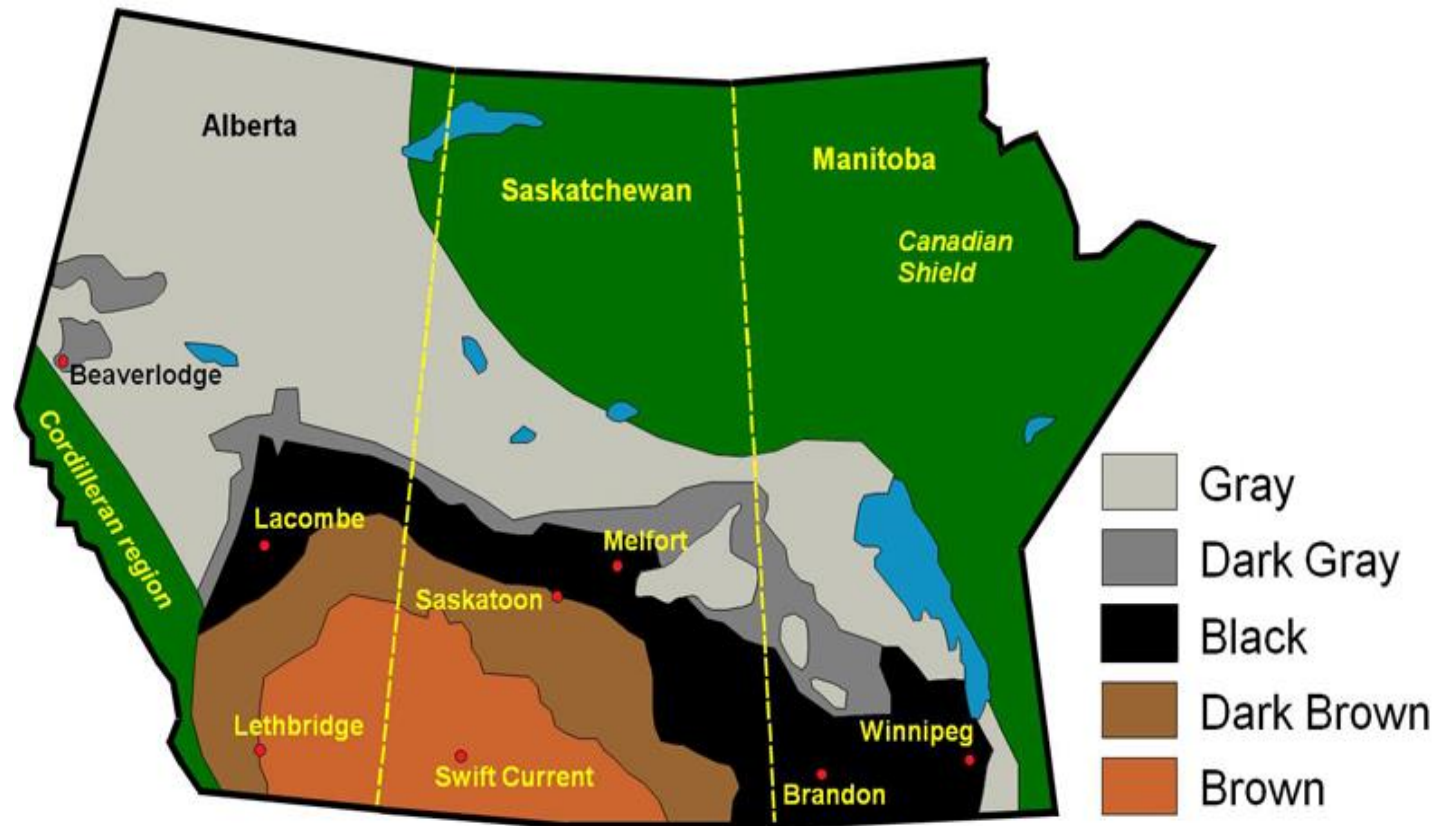 Alberta
Saskatchewan
Manitoba
Canadian
Shield
Beaverlodge
Cordilleran region
Lacombe
Melfort
Saskatoon
Lethbridge
Swift Current
Winnipeg
Brandon
Gray
Dark Gray
Black
Dark Brown
Brown